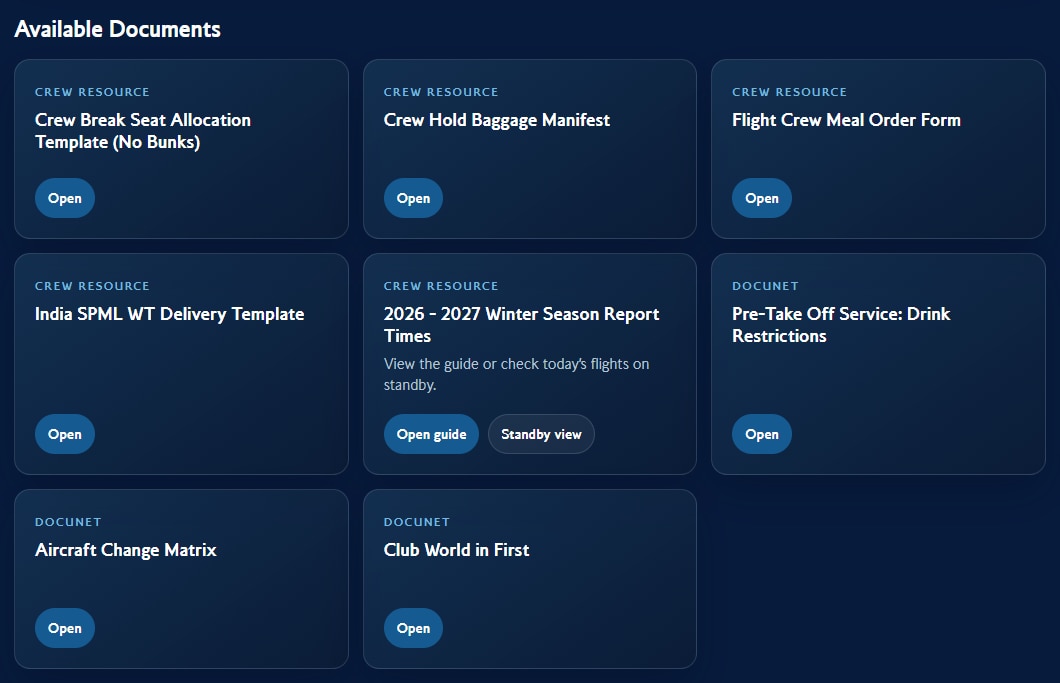 Available Documents
CREW RESOURCE
Crew Break Seat Allocation
Template (No Bunks)
Open
CREW RESOURCE
Crew Hold Baggage Manifest
Open
CREW RESOURCE
Flight Crew Meal Order Form
Open
CREW RESOURCE
India SPML WT Delivery Template
Open
CREW RESOURCE
2026 - 2027 Winter Season Report
Times
View the guide or check today's flights on
standby.
Open guide
Standby view
DOCUNET
Pre-Take Off Service: Drink
Restrictions
Open
DOCUNET
Aircraft Change Matrix
Open
DOCUNET
Club World in First
Open